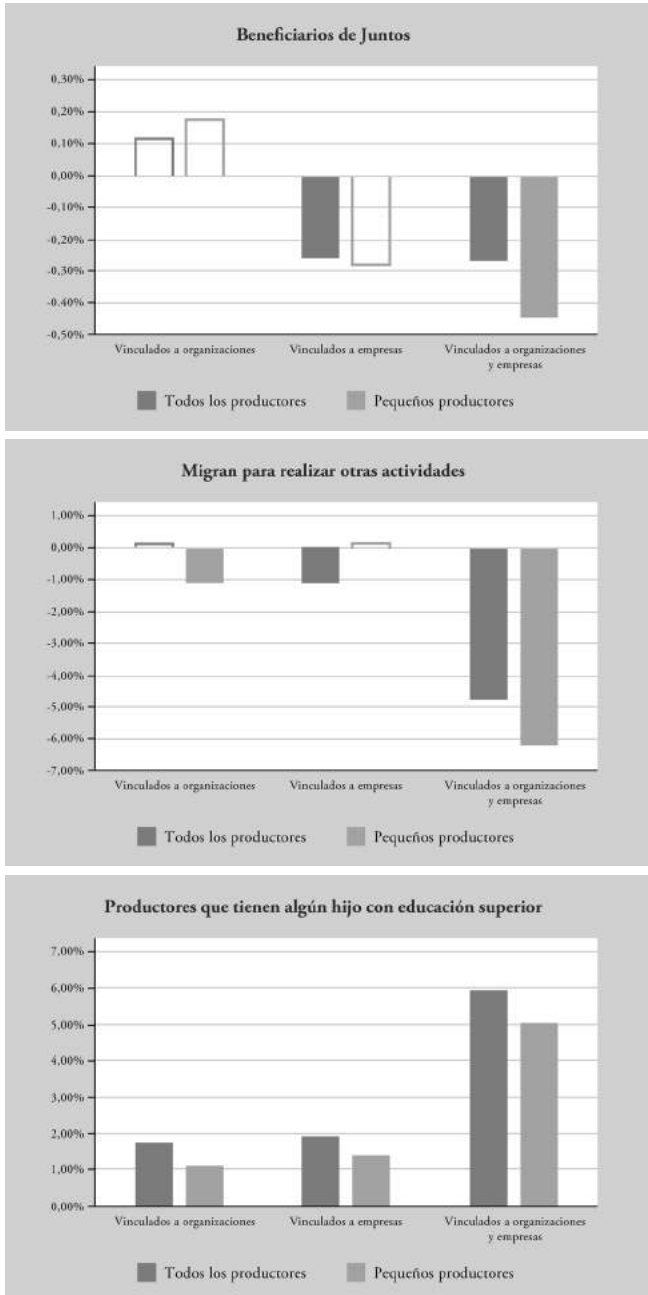 Beneficiarios de Juntos
0,30%
0,20%
0,10%
0,00%
-0,10%
-0,20%
-0,30%
-0.40%
-0,50%
Vinculados a organizaciones
Vinculados a empresas
Vinculados a organizaciones
y empresas
Todos los productores
Pequeños productores
Migran para realizar otras actividades
1,00%
0,00%
-1,00%
-2,00%
-3,00%
-4,00%
-5,00%
-6,00%
-7,00%
Vinculados a organizaciones
Vinculados a empresas
Vinculados a organizaciones
y empresas
Todos los productores
Pequeños productores
Productores que tienen algún hijo con educación superior
7,00%
6,00%
5,00%
4,00%
3,00%
2,00%
1,00%
0,00%
Vinculados a organizaciones
Vinculados a empresas
Vinculados a organizaciones
y empresas
Todos los productores
Pequeños productores